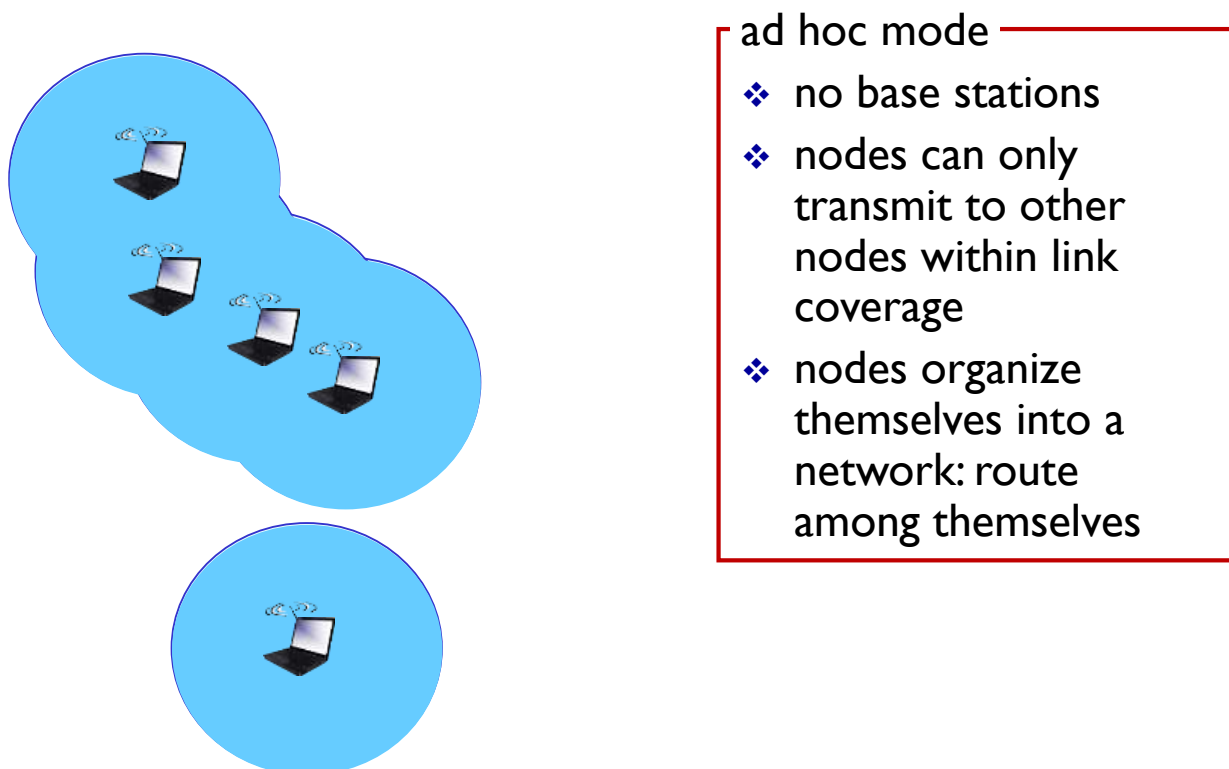 ad hoc mode
❖ no base stations
❖ nodes can only
transmit to other
nodes within link
coverage
❖ nodes organize
themselves into a
network: route
among themselves